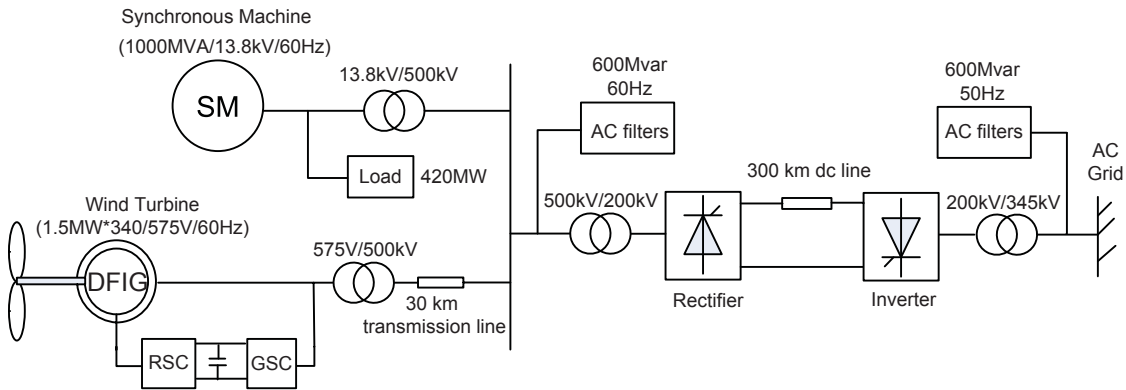 Synchronous Machine
(1000MVA/13.8kV/60Hz)
SM
13.8kV/500kV
Load
420MW
Wind Turbine
(1.5MW*340/575V/60Hz)
DFIG
575V/500kV
30 km
transmission line
RSC
GSC
600Mvar
60Hz
AC filters
500kV/200kV
Rectifier
300 km dc line
Inverter
200kV/345kV
600Mvar
50Hz
AC filters
AC
Grid